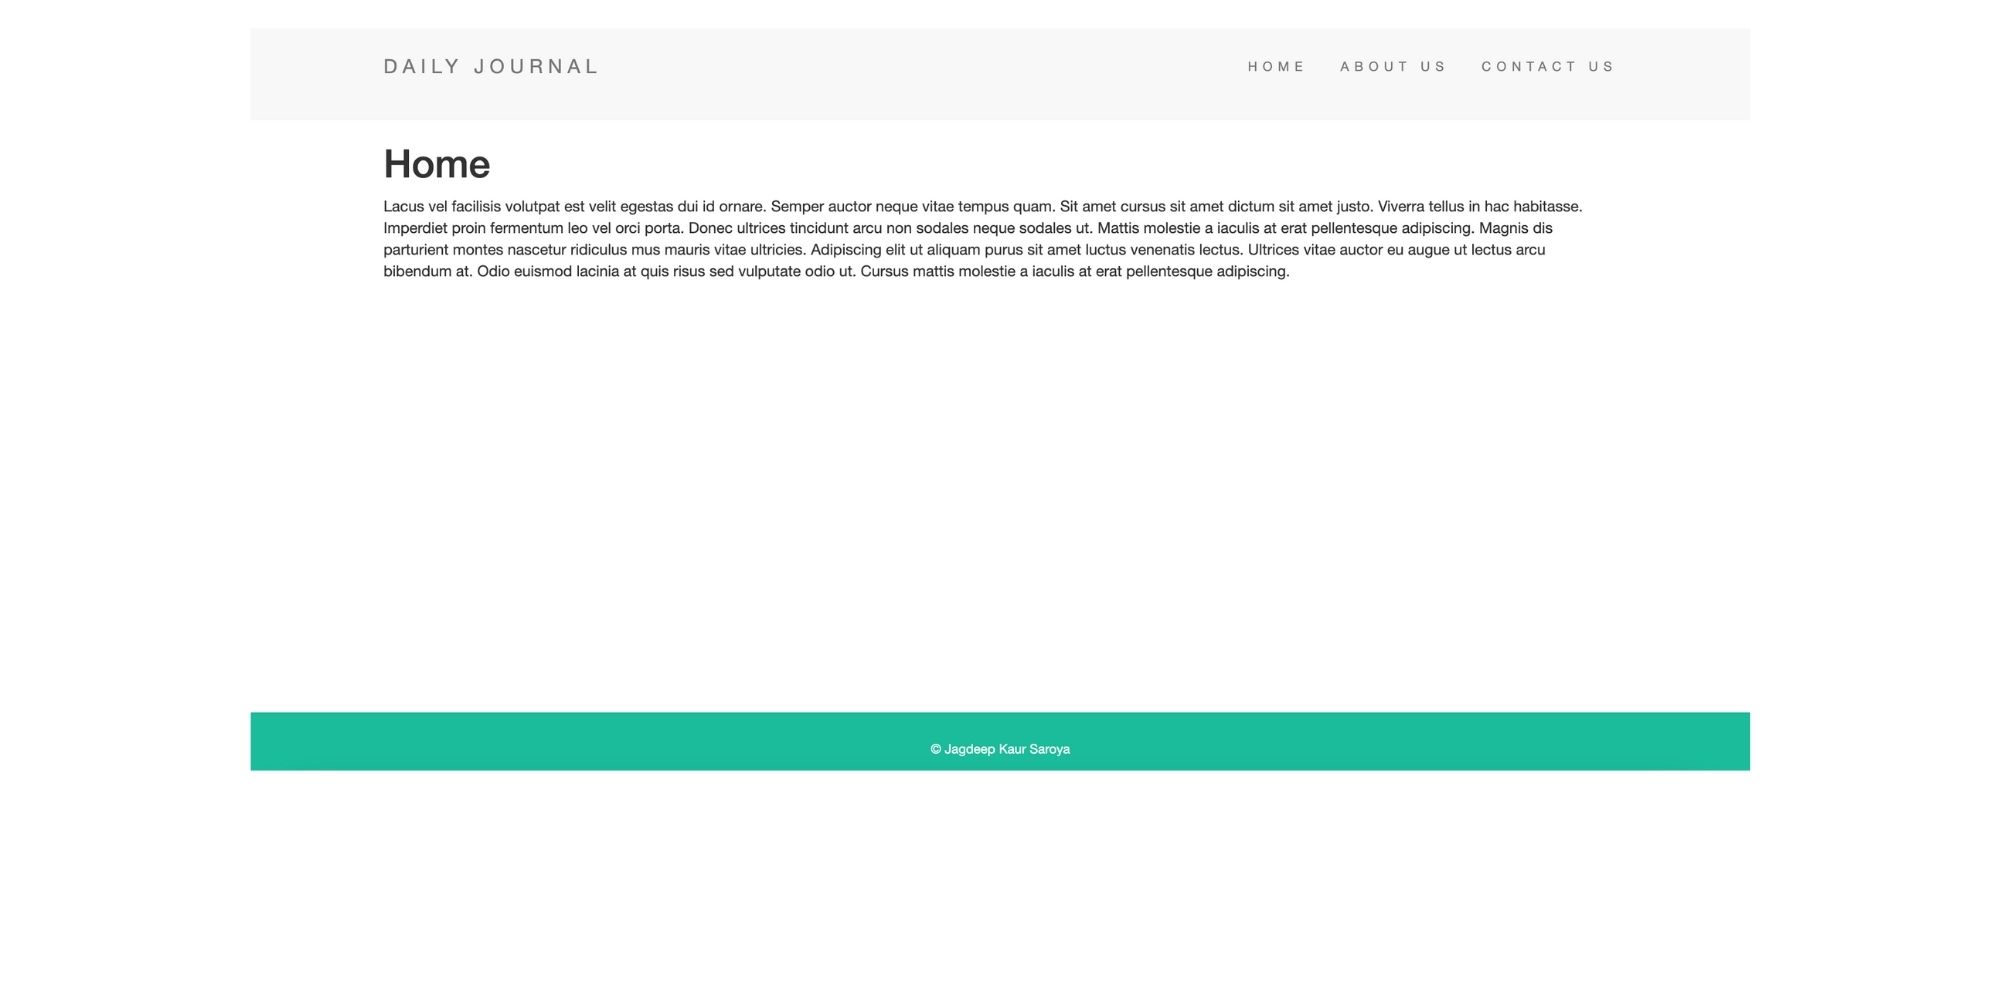 DAILY JOURNAL
HOME ABOUT US CONTACT US
Home
Lacus vel facilisis volutpat est velit egestas dui id ornare. Semper auctor neque vitae tempus quam. Sit amet cursus sit amet dictum sit amet justo. Viverra tellus in hac habitasse.
Imperdiet proin fermentum leo vel orci porta. Donec ultrices tincidunt arcu non sodales neque sodales ut. Mattis molestie a iaculis at erat pellentesque adipiscing. Magnis dis
parturient montes nascetur ridiculus mus mauris vitae ultricies. Adipiscing elit ut aliquam purus sit amet luctus venenatis lectus. Ultrices vitae auctor eu augue ut lectus arcu
bibendum at. Odio euismod lacinia at quis risus sed vulputate odio ut. Cursus mattis molestie a iaculis at erat pellentesque adipiscing.
© Jagdeep Kaur Saroya